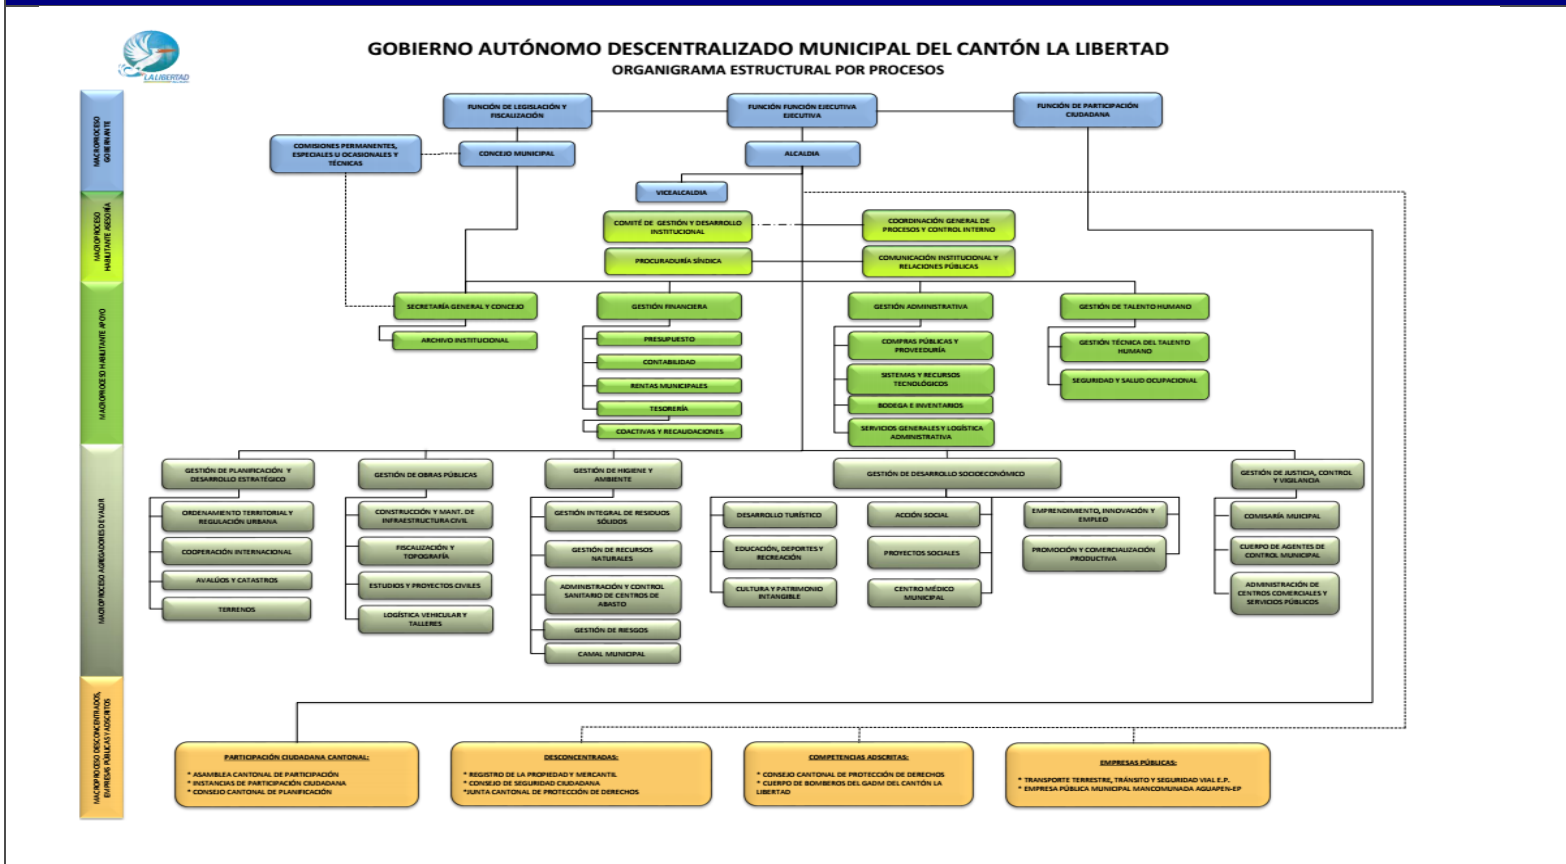 GOBIERNO AUTÓNOMO DESCENTRALIZADO MUNICIPAL DEL CANTÓN LA LIBERTAD
ORGANIGRAMA ESTRUCTURAL POR PROCESOS
LA LIBERTAD
MACROPROCESO
GOBERNANTE
FUNCIÓN DE LEGISLACIÓN Y
FISCALIZACIÓN
FUNCIÓN FUNCIÓN EJECUTIVA
EJECUTIVA
FUNCIÓN DE PARTICIPACIÓN
CIUDADANA
COMISIONES PERMANENTES,
ESPECIALES U OCASIONALES Y
TÉCNICAS
CONCEJO MUNICIPAL
ALCALDIA
VICEALCALDIA
MACROPROCESO
HABILITANTE ASESORÍA
COMITÉ DE GESTIÓN Y DESARROLLO
INSTITUCIONAL
COORDINACIÓN GENERAL DE
PROCESOS Y CONTROL INTERNO
PROCURADURÍA SÍNDICA
COMUNICACIÓN INSTITUCIONAL Y
RELACIONES PÚBLICAS
MACROPROCESO HABILITANTE APOYO
SECRETARÍA GENERAL Y CONCEJO
ARCHIVO INSTITUCIONAL
GESTIÓN FINANCIERA
PRESUPUESTO
CONTABILIDAD
RENTAS MUNICIPALES
TESORERÍA
COACTIVAS Y RECAUDACIONES
GESTIÓN ADMINISTRATIVA
COMPRAS PÚBLICAS Y
PROVEEDURÍA
SISTEMAS Y RECURSOS
TECNOLÓGICOS
BODEGA E INVENTARIOS
SERVICIOS GENERALES Y LOGÍSTICA
ADMINISTRATIVA
GESTIÓN DE TALENTO HUMANO
GESTIÓN TÉCNICA DEL TALENTO
HUMANO
SEGURIDAD Y SALUD OCUPACIONAL
MACROPROCESO AGREGADORES DE VALOR
GESTIÓN DE PLANIFICACIÓN Y
DESARROLLO ESTRATÉGICO
ORDENAMIENTO TERRITORIAL Y
REGULACIÓN URBANA
COOPERACIÓN INTERNACIONAL
AVALÚOS Y CATASTROS
TERRENOS
GESTIÓN DE OBRAS PÚBLICAS
CONSTRUCCIÓN Y MANT. DE
INFRAESTRUCTURA CIVIL
FISCALIZACIÓN Y
TOPOGRAFÍA
ESTUDIOS Y PROYECTOS CIVILES
LOGÍSTICA VEHICULAR Y
TALLERES
GESTIÓN DE HIGIENE Y
AMBIENTE
GESTIÓN INTEGRAL DE RESIDUOS
SÓLIDOS
GESTIÓN DE RECURSOS
NATURALES
ADMINISTRACIÓN Y CONTROL
SANITARIO DE CENTROS DE
ABASTO
GESTIÓN DE RIESGOS
CAMAL MUNICIPAL
GESTIÓN DE DESARROLLO SOCIOECONÓMICO
DESARROLLO TURÍSTICO
EDUCACIÓN, DEPORTES Y
RECREACIÓN
CULTURA Y PATRIMONIO
INTANGIBLE
ACCIÓN SOCIAL
PROYECTOS SOCIALES
CENTRO MÉDICO
MUNICIPAL
EMPRENDIMIENTO, INNOVACIÓN Y
EMPLEO
PROMOCIÓN Y COMERCIALIZACIÓN
PRODUCTIVA
GESTIÓN DE JUSTICIA, CONTROL
Y VIGILANCIA
COMISARÍA MUICIPAL
CUERPO DE AGENTES DE
CONTROL MUNICIPAL
ADMINISTRACIÓN DE
CENTROS COMERCIALES Y
SERVICIOS PÚBLICOS
MACROPROCESO DESCONCENTRADOS,
EMPRESAS PÚBLICAS Y ADSCRITOS
PARTICIPACIÓN CIUDADANA CANTONAL:
* ASAMBLEA CANTONAL DE PARTICIPACIÓN
* INSTANCIAS DE PARTICIPACIÓN CIUDADANA
* CONSEJO CANTONAL DE PLANIFICACIÓN
DESCONCENTRADAS:
* REGISTRO DE LA PROPIEDAD Y MERCANTIL
* CONSEJO DE SEGURIDAD CIUDADANA
*JUNTA CANTONAL DE PROTECCIÓN DE DERECHOS
COMPETENCIAS ADSCRITAS:
* CONSEJO CANTONAL DE PROTECCIÓN DE DERECHOS
* CUERPO DE BOMBEROS DEL GADM DEL CANTÓN LA
LIBERTAD
EMPRESAS PÚBLICAS:
* TRANSPORTE TERRESTRE, TRÁNSITO Y SEGURIDAD VIAL E.P.
* EMPRESA PÚBLICA MUNICIPAL MANCOMUNADA AGUAPEN-EP